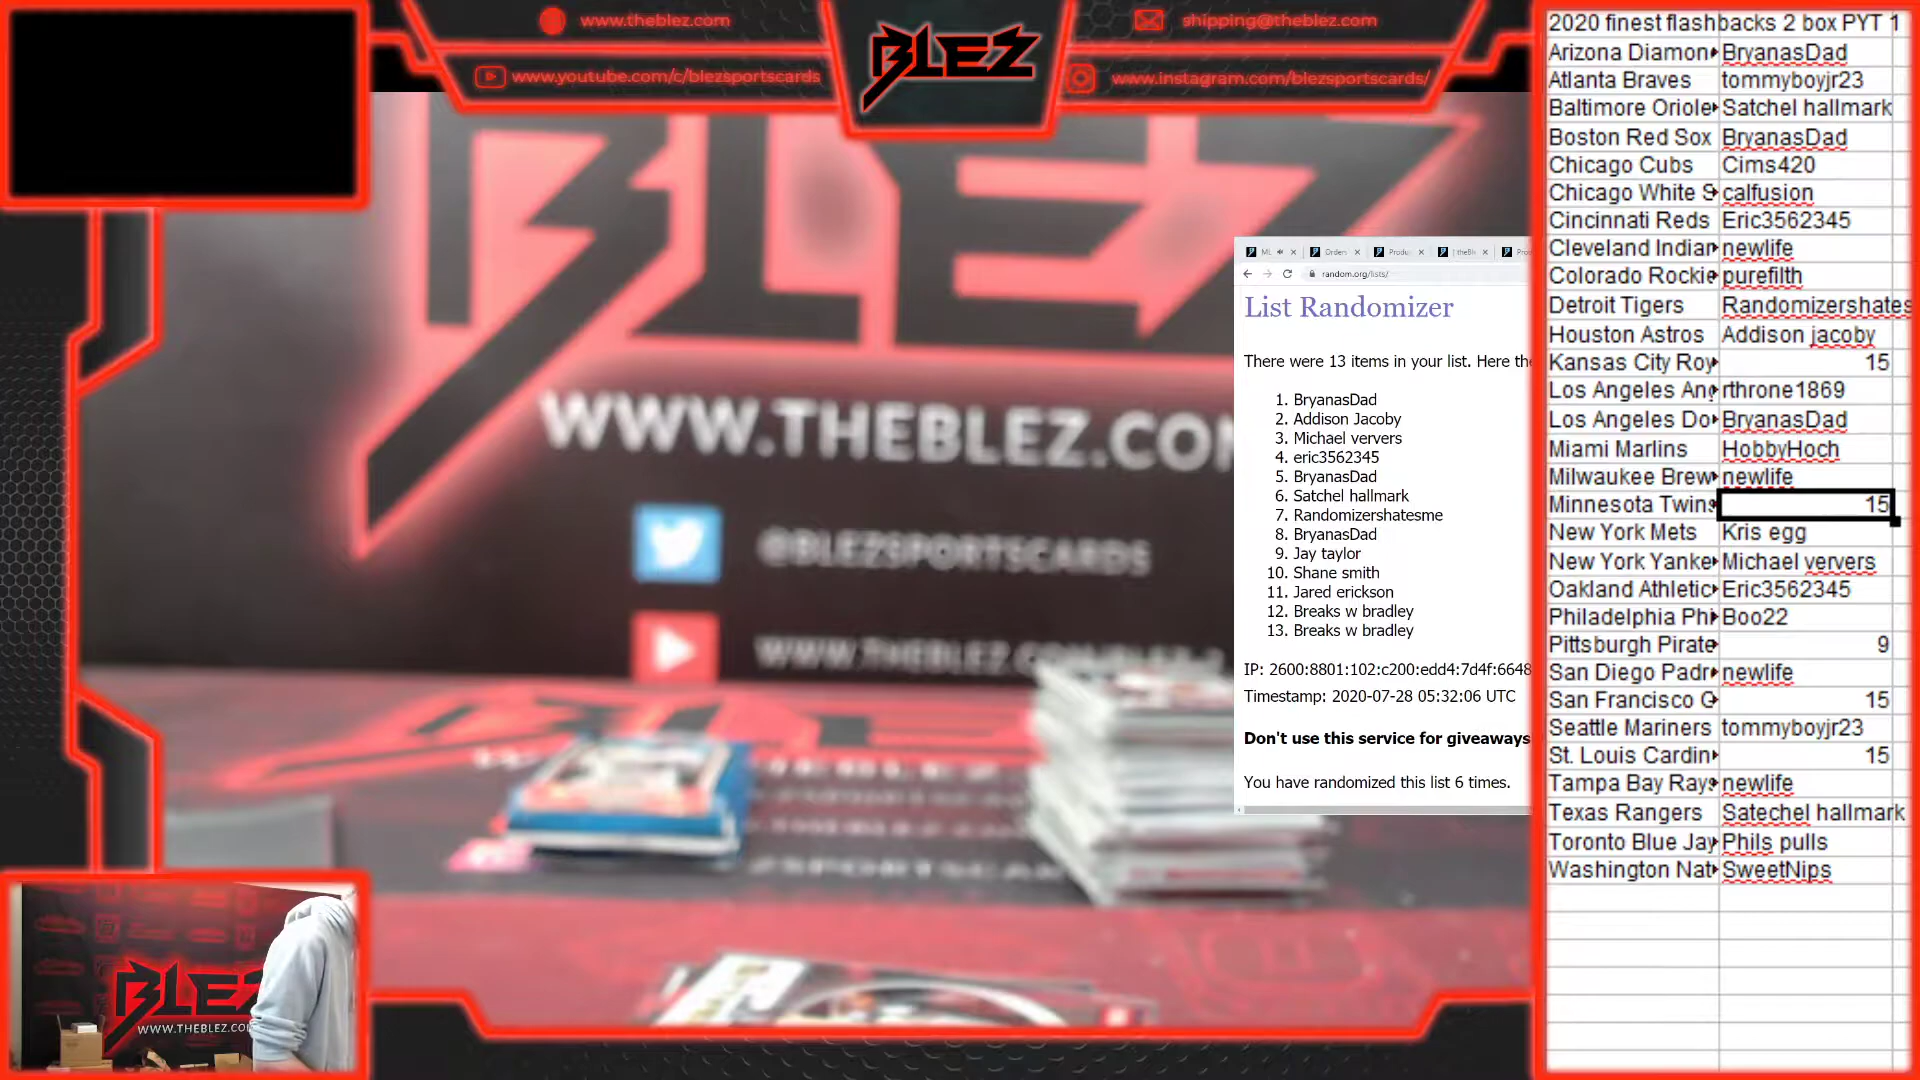 www.theblez.com
shipping@theblez.com
www.youtube.com/c/blezsportscards
www.instagram.com/blezsportscards/
BLEZ
BLEZ
WWW.THEBLEZ.CO
@BLEZSPORTSCARDS
random.org/lists/
List Randomizer
There were 13 items in your list. Here the
1. BryanasDad
2. Addison Jacoby
3. Michael ververs
4. eric3562345
5. BryanasDad
6. Satchel hallmark
7. Randomizershatesme
8. BryanasDad
9. Jay taylor
10. Shane smith
11. Jared erickson
12. Breaks w bradley
13. Breaks w bradley
IP: 2600:8801:102:c200:edd4:7d4f:6648
Timestamp: 2020-07-28 05:32:06 UTC
Don't use this service for giveaways
You have randomized this list 6 times.
2020 finest flashbacks 2 box PYT 1
Arizona Diamon BryanasDad
Atlanta Braves tommyboyjr23
Baltimore Oriole Satchel hallmark
Boston Red Sox BryanasDad
Chicago Cubs Cims420
Chicago White S calfusion
Cincinnati Reds Eric3562345
Cleveland Indian newlife
Colorado Rockie purefilth
Detroit Tigers Randomizershates
Houston Astros Addison jacoby
Kansas City Roy 15
Los Angeles Ang rthrone1869
Los Angeles Do BryanasDad
Miami Marlins HobbyHoch
Milwaukee Brew newlife
Minnesota Twins 15
New York Mets Kris egg
New York Yanke Michael ververs
Oakland Athletic Eric3562345
Philadelphia Phi Boo22
Pittsburgh Pirate 9
San Diego Padr newlife
San Francisco G 15
Seattle Mariners tommyboyjr23
St. Louis Cardin 15
Tampa Bay Rays newlife
Texas Rangers Satechel hallmark
Toronto Blue Jay Phils pulls
Washington Nat SweetNips
BLEZ
WWW.THEBLEZ.CO